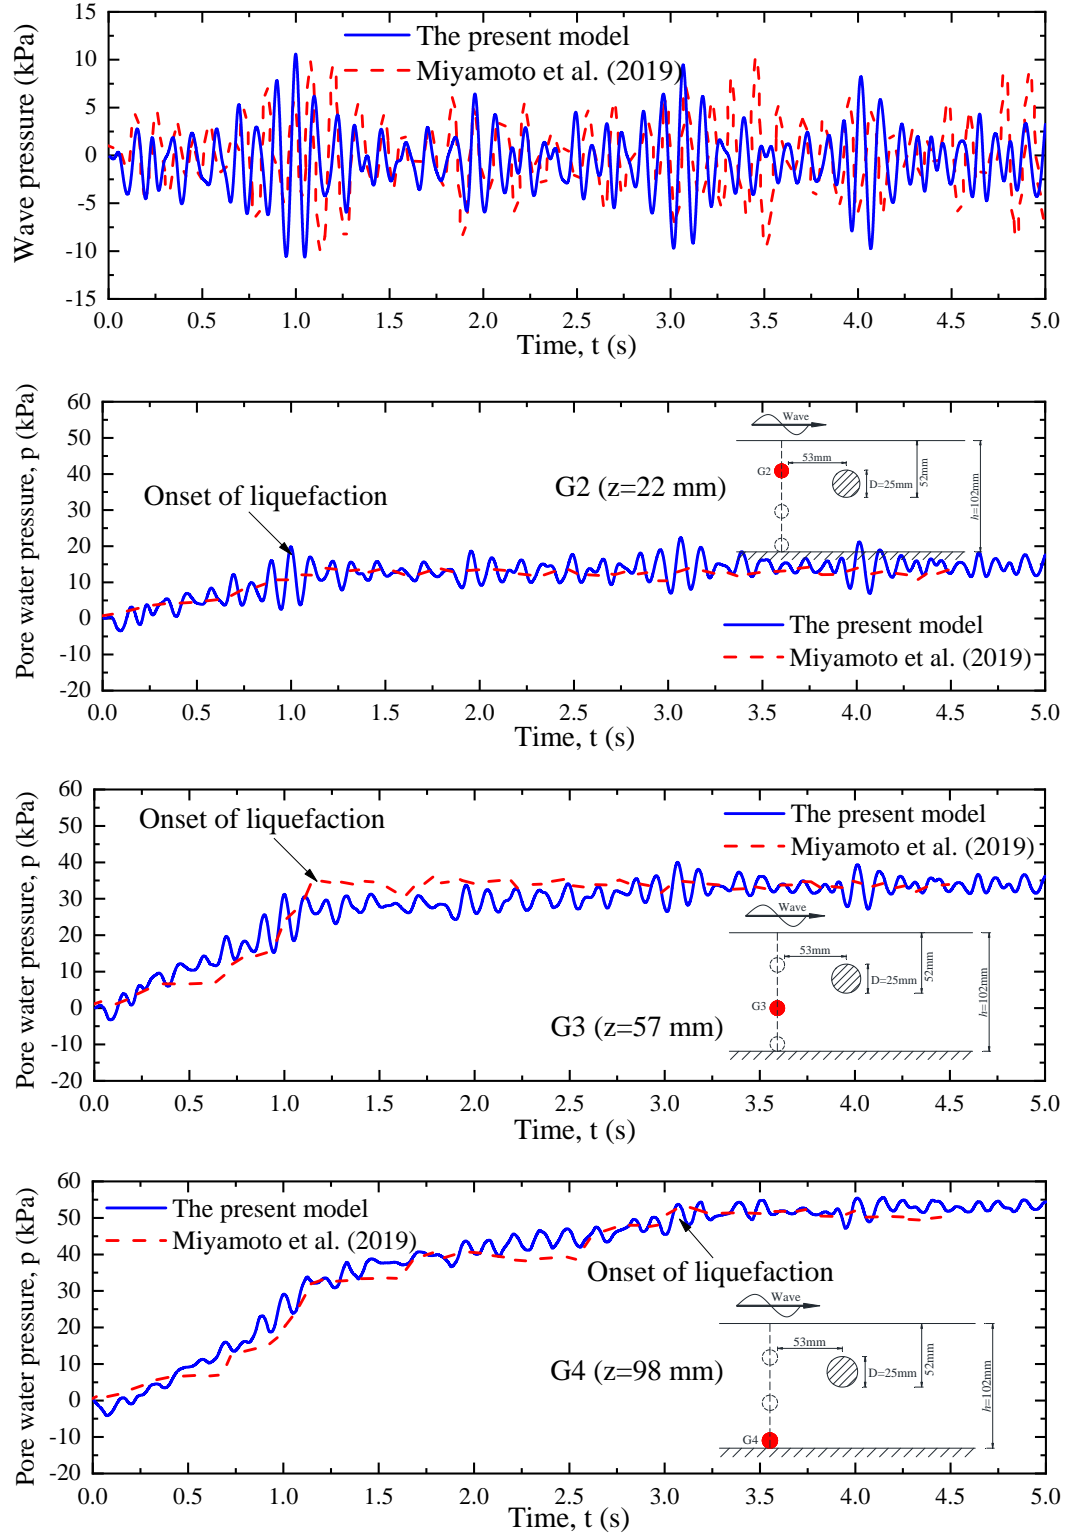 The present model
Miyamoto et al. (2019)
Wave pressure (kPa)
15
10
5
0
-5
-10
-15
0.0 0.5 1.0 1.5 2.0 2.5 3.0 3.5 4.0 4.5 5.0
Time, t (s)
Pore water pressure, p (kPa)
60
50
40
30
20
10
0
-10
-20
Wave
G2
53mm
D=25mm
52mm
h=102mm
G2 (z=22 mm)
Onset of liquefaction
The present model
Miyamoto et al. (2019)
0.0 0.5 1.0 1.5 2.0 2.5 3.0 3.5 4.0 4.5 5.0
Time, t (s)
Pore water pressure, p (kPa)
60
50
40
30
20
10
0
-10
-20
Onset of liquefaction
The present model
Miyamoto et al. (2019)
Wave
53mm
G3
D=25mm
52mm
h=102mm
G3 (z=57 mm)
0.0 0.5 1.0 1.5 2.0 2.5 3.0 3.5 4.0 4.5 5.0
Time, t (s)
Pore water pressure, p (kPa)
60
50
40
30
20
10
0
-10
-20
The present model
Miyamoto et al. (2019)
Onset of liquefaction
Wave
53mm
D=25mm
52mm
h=102mm
G4
G4 (z=98 mm)
0.0 0.5 1.0 1.5 2.0 2.5 3.0 3.5 4.0 4.5 5.0
Time, t (s)